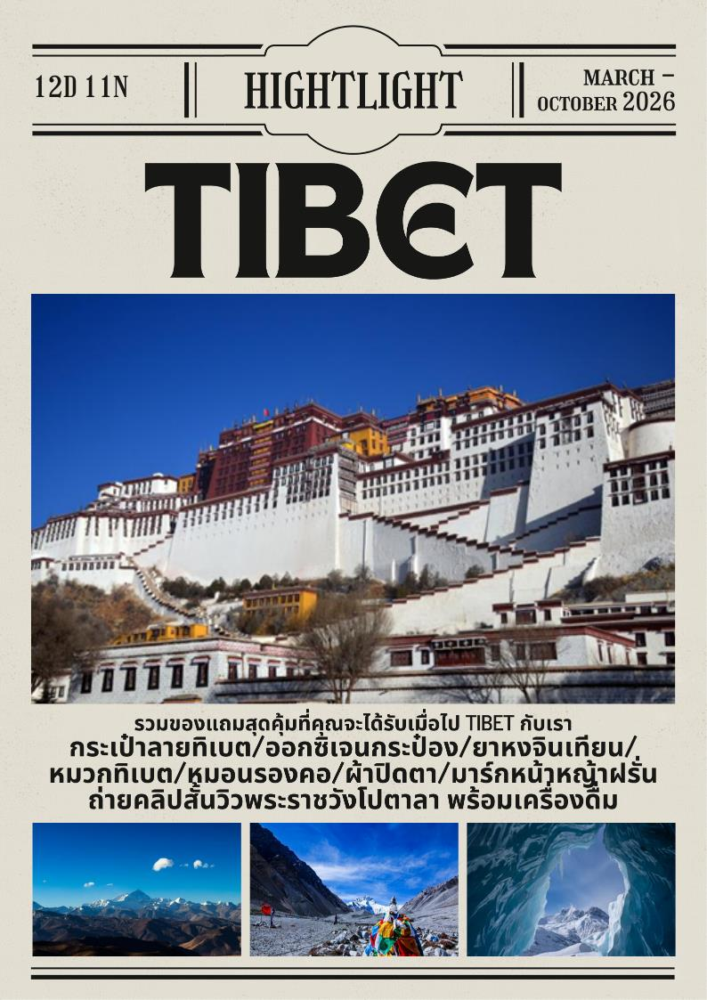 12D 11N
HIGHTLIGHT
MARCH –
OCTOBER 2026
TIBET
รวมของแถมสุดคุ้มที่คุณจะได้รับเมื่อไป TIBET กับเรา
กระเป๋าลายทิเบต/ออกซิเจนกระป๋อง/ยาหงจินเทียน/
หมวกทิเบต/หมอนรองคอ/ผ้าปิดตา/มาร์กหน้าหญ้าฝรั่น
ถ่ายคลิปสั้นวิวพระราชวังโปตาลา พร้อมเครื่องดื่ม